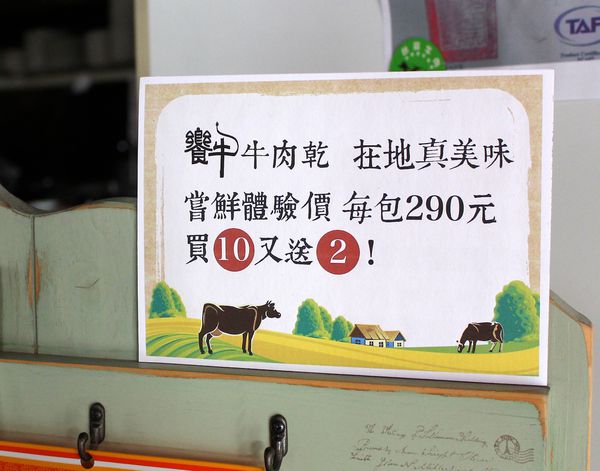 TAF
饗牛牛肉乾 在地真美味
嘗鮮體驗價 每包290元
買10又送2！